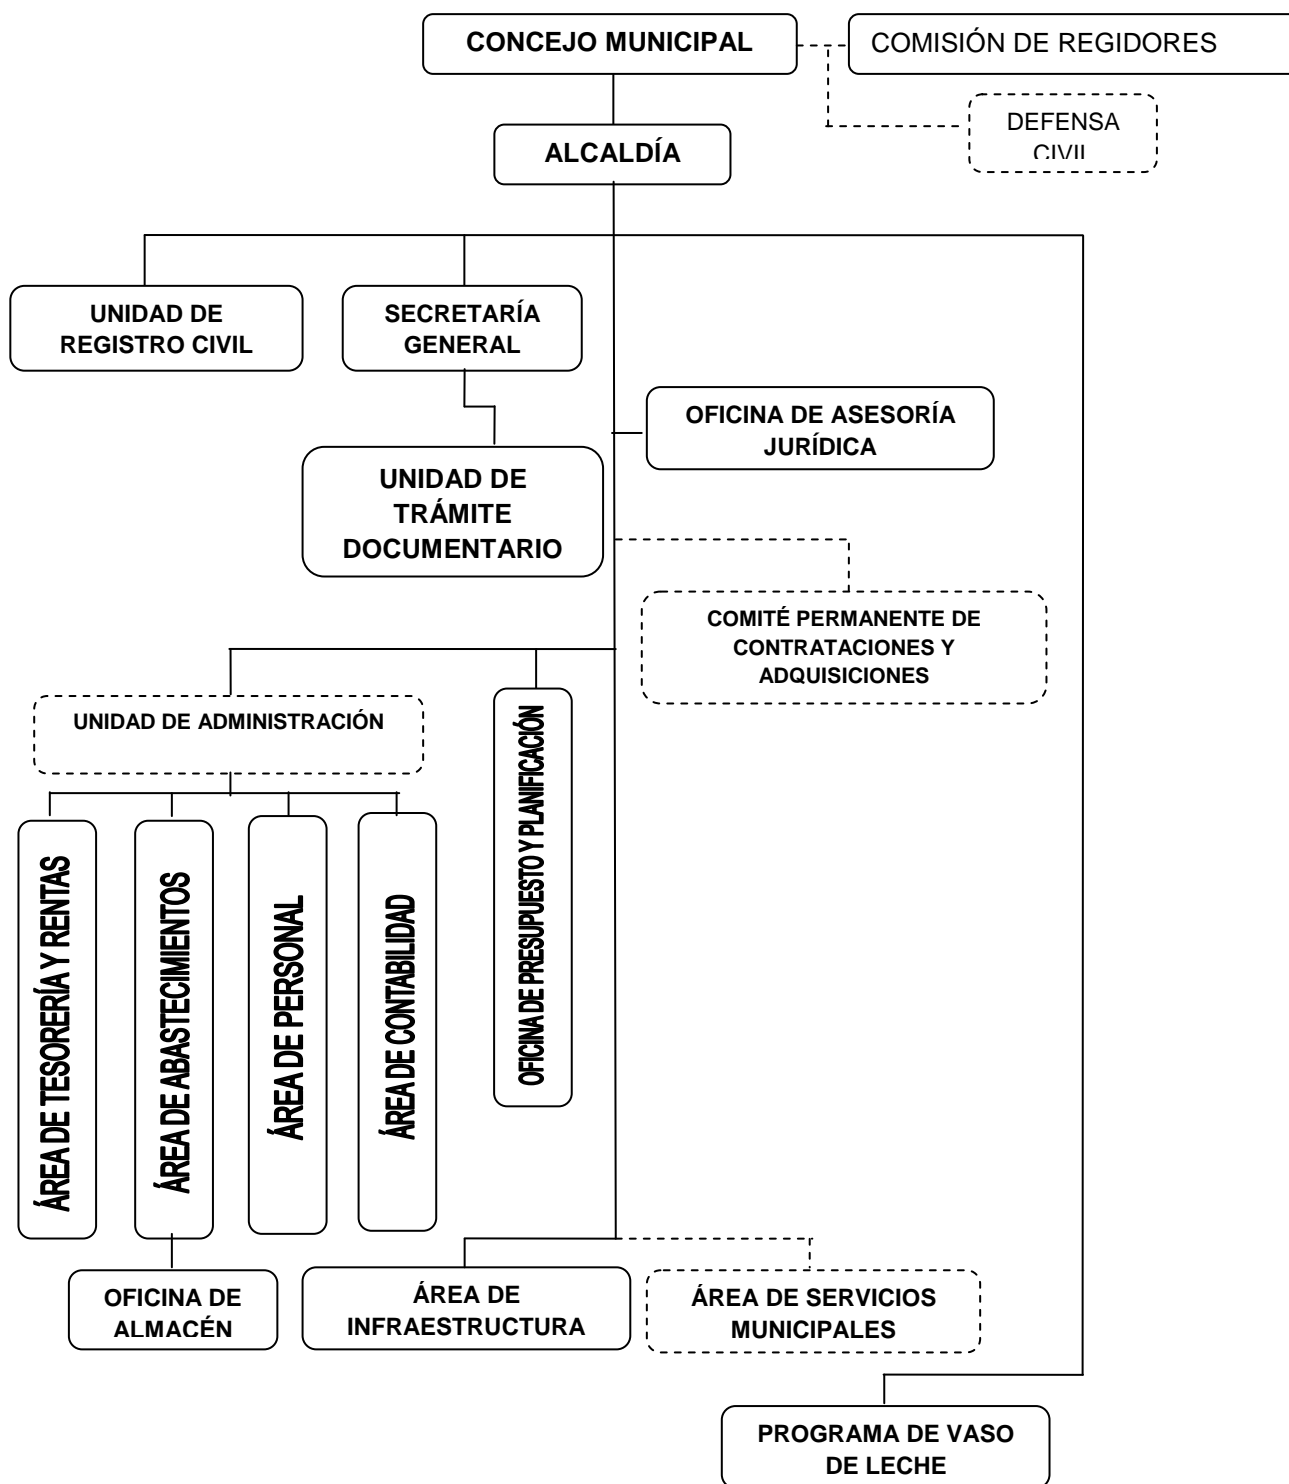 CONCEJO MUNICIPAL
COMISIÓN DE REGIDORES
DEFENSA
CIVIL
ALCALDÍA
UNIDAD DE
REGISTRO CIVIL
SECRETARÍA
GENERAL
OFICINA DE ASESORÍA
JURÍDICA
UNIDAD DE
TRÁMITE
DOCUMENTARIO
COMITÉ PERMANENTE DE
CONTRATACIONES Y
ADQUISICIONES
UNIDAD DE ADMINISTRACIÓN
OFICINA DE PRESUPUESTO Y PLANIFICACIÓN
ÁREA DE TESORERÍA Y RENTAS
ÁREA DE ABASTECIMIENTOS
ÁREA DE PERSONAL
ÁREA DE CONTABILIDAD
OFICINA DE
ALMACÉN
ÁREA DE
INFRAESTRUCTURA
ÁREA DE SERVICIOS
MUNICIPALES
PROGRAMA DE VASO
DE LECHE